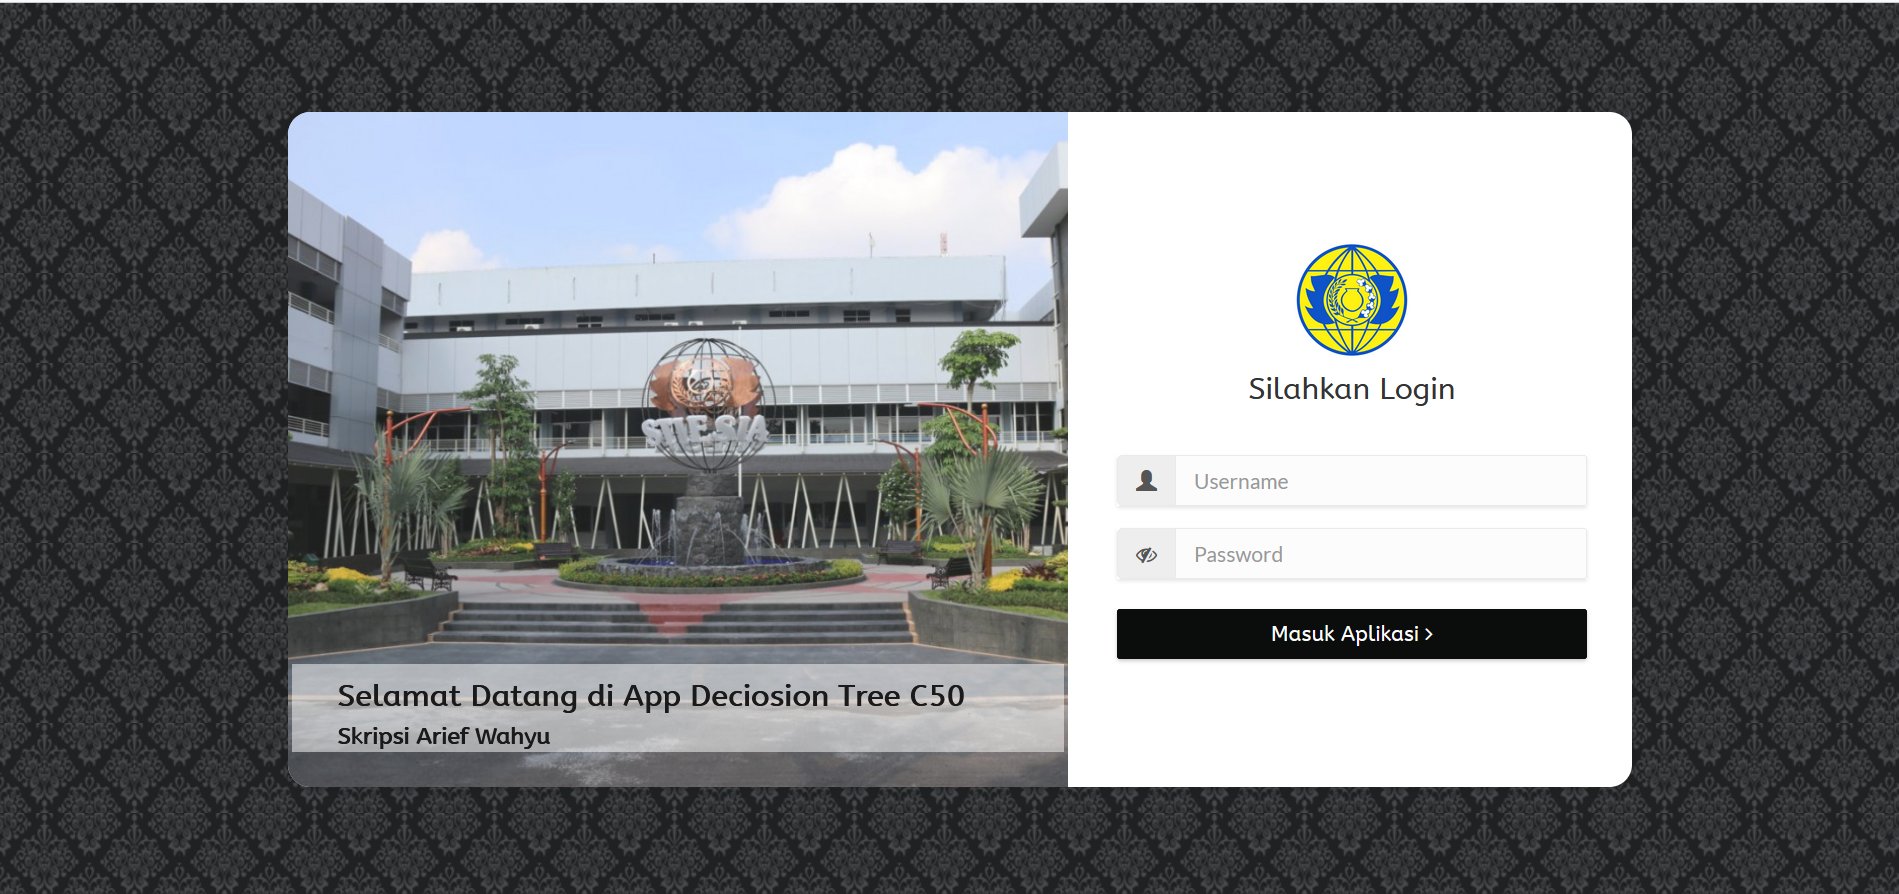 STIESIA
Selamat Datang di App Deciosion Tree C50
Skripsi Arief Wahyu
Silahkan Login
Username
Password
Masuk Aplikasi